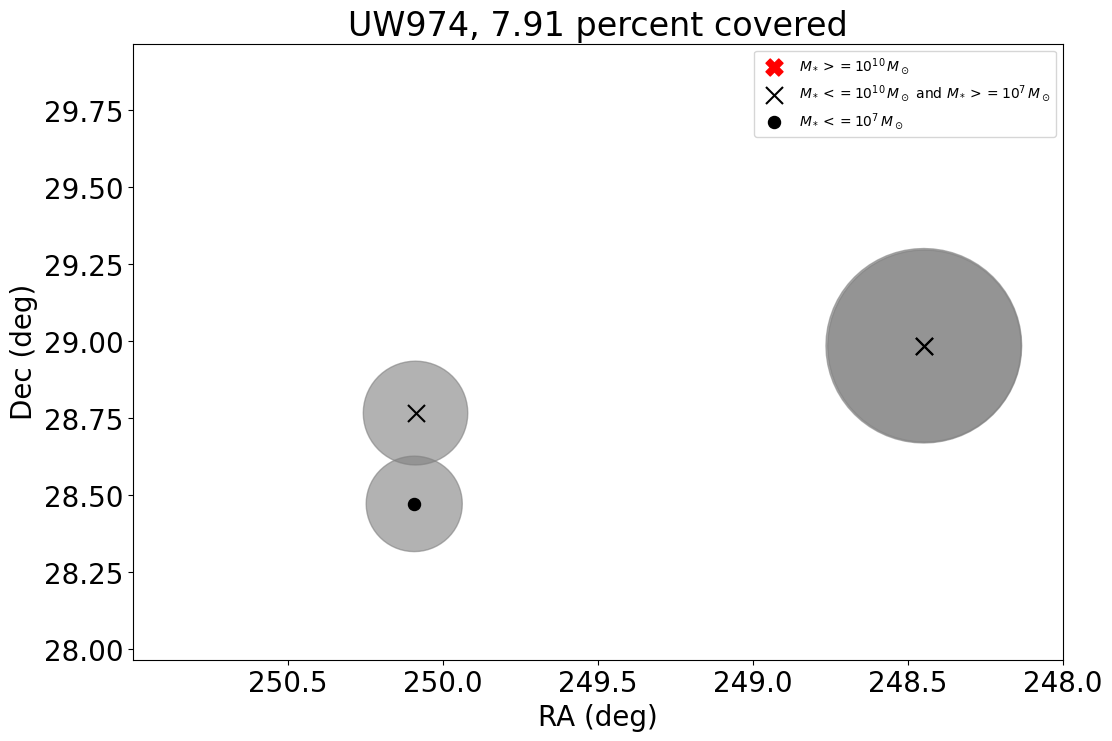 UW974, 7.91 percent covered
M* >= 10^10 M⊙
M* <= 10^10 M⊙ and M* >= 10^7 M⊙
M* <= 10^7 M⊙
Dec (deg)
29.75
29.50
29.25
29.00
28.75
28.50
28.25
28.00
250.5 250.0 249.5 249.0 248.5 248.0
RA (deg)